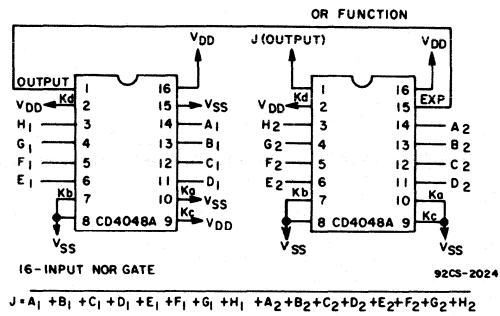 OR FUNCTION
VDD J (OUTPUT) VDD
OUTPUT 1 16 1 16
Kd Kd EXP
VDD 2 15 VSS VDD 2 15
H1 3 14 A1 H2 3 14 A2
G1 4 13 B1 G2 4 13 B2
F1 5 12 C1 F2 5 12 C2
E1 6 11 D1 E2 6 11 D2
Kb 7 10 Ka VSS Kb 7 10 Ka
8 CD4048A 9 Kc VDD 8 CD4048A 9 Kc
VSS VSS VSS
16-INPUT NOR GATE 92CS-2024
J = A1 + B1 + C1 + D1 + E1 + F1 + G1 + H1 + A2 + B2 + C2 + D2 + E2 + F2 + G2 + H2